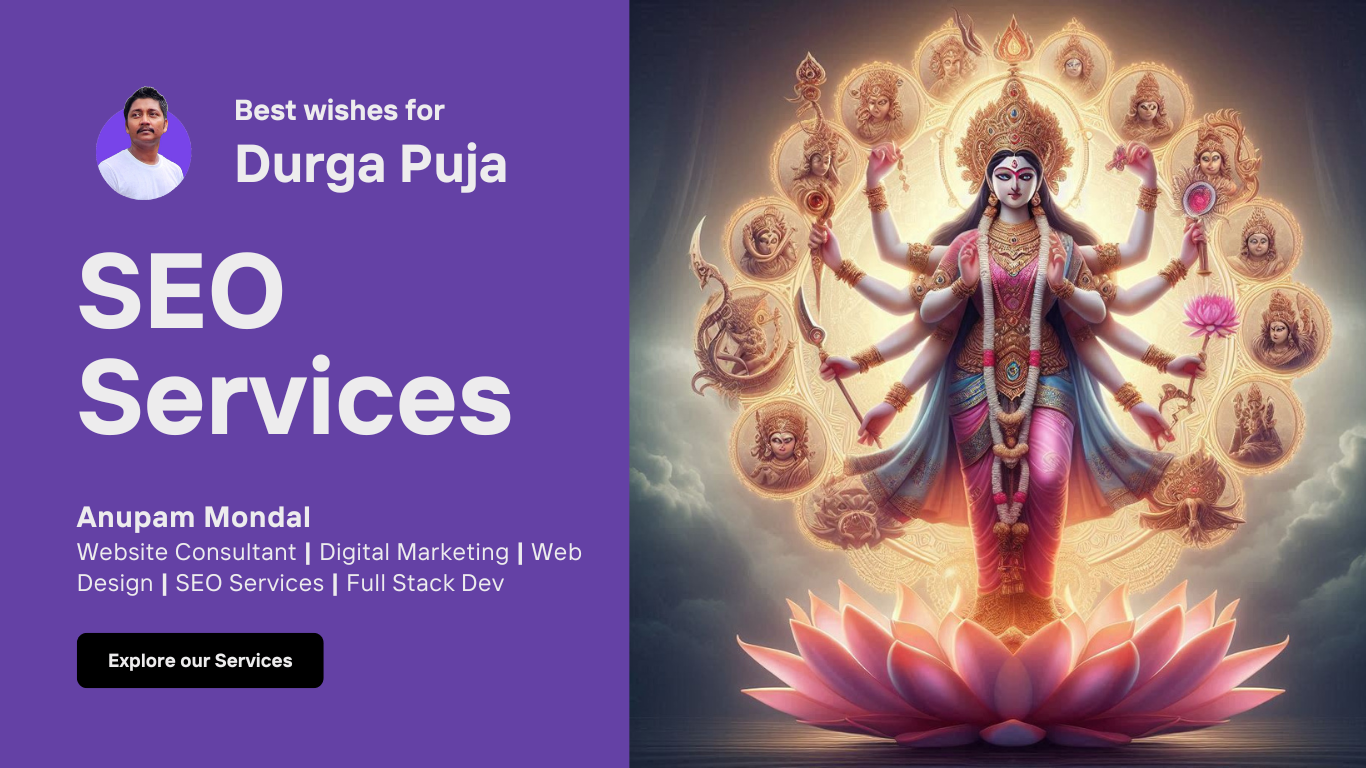 Best wishes for
Durga Puja
SEO
Services
Anupam Mondal
Website Consultant | Digital Marketing | Web
Design | SEO Services | Full Stack Dev
Explore our Services